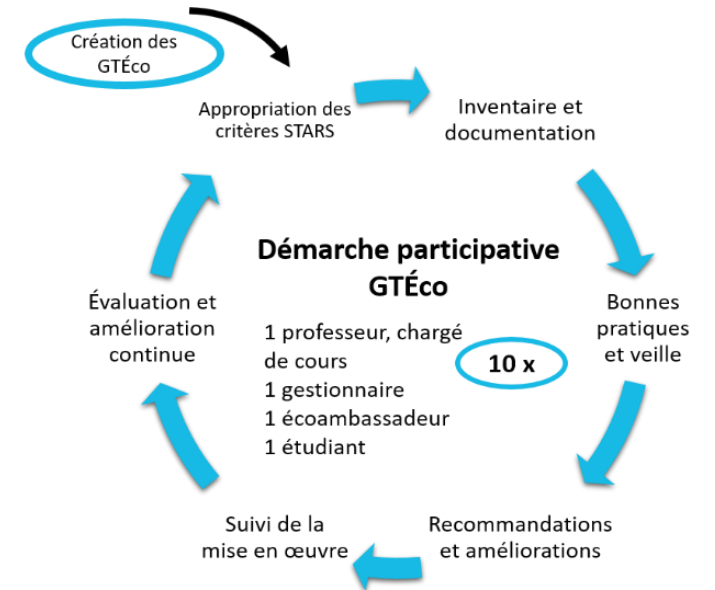 Création des
GTÉco
Appropriation des
critères STARS
Inventaire et
documentation
Bonnes
pratiques
et veille
Recommandations
et améliorations
Suivi de la
mise en œuvre
Évaluation et
amélioration
continue
Démarche participative
GTÉco
1 professeur, chargé
de cours
1 gestionnaire
1 écoambassadeur
1 étudiant
10 x